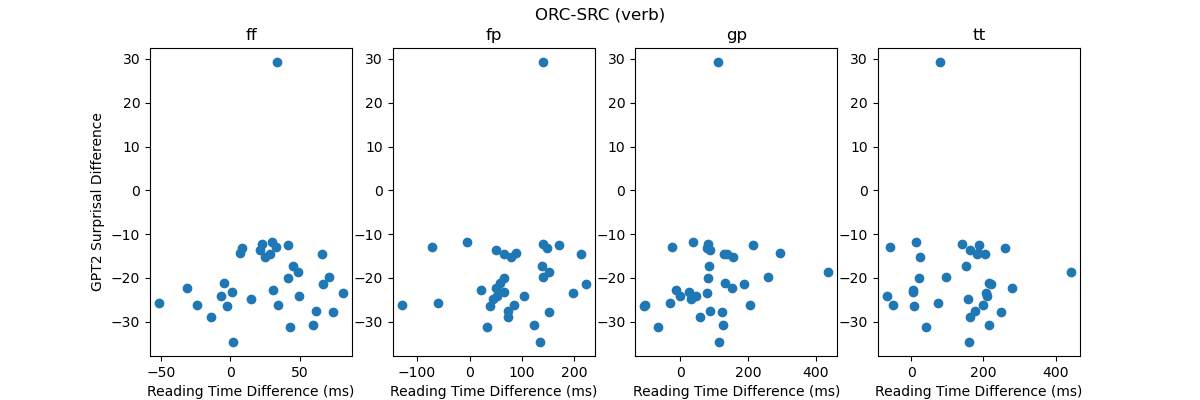 ORC-SRC (verb)
ff fp gp tt
30 30 30 30
20 20 20 20
10 10 10 10
0 0 0 0
−10 −10 −10 −10
−20 −20 −20 −20
−30 −30 −30 −30
GPT2 Surprisal Difference
−50 0 50 −100 0 100 200 0 200 400 0 200 400
Reading Time Difference (ms) Reading Time Difference (ms) Reading Time Difference (ms) Reading Time Difference (ms)